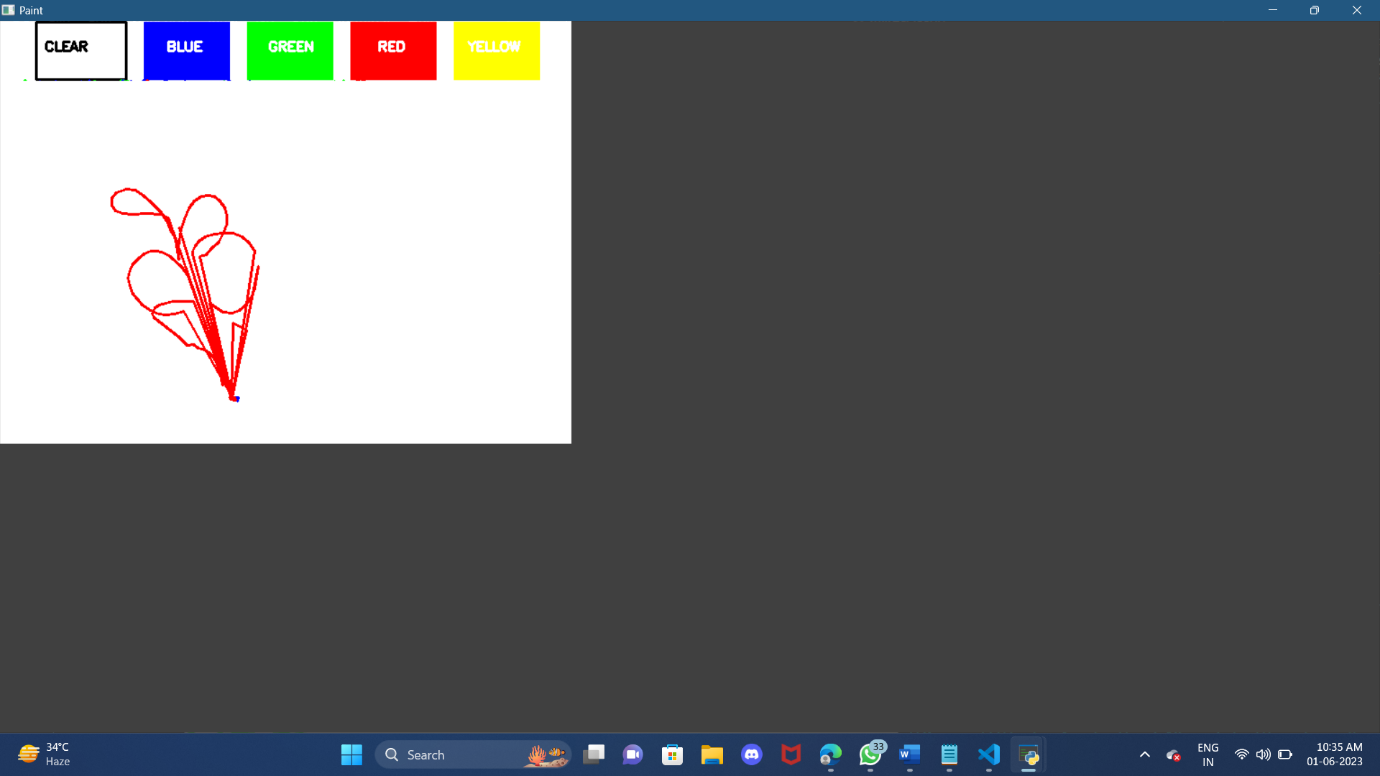 Paint
CLEAR BLUE GREEN RED YELLOW
34°C
Haze
Search
33
ENG
IN
10:35 AM
01-06-2023